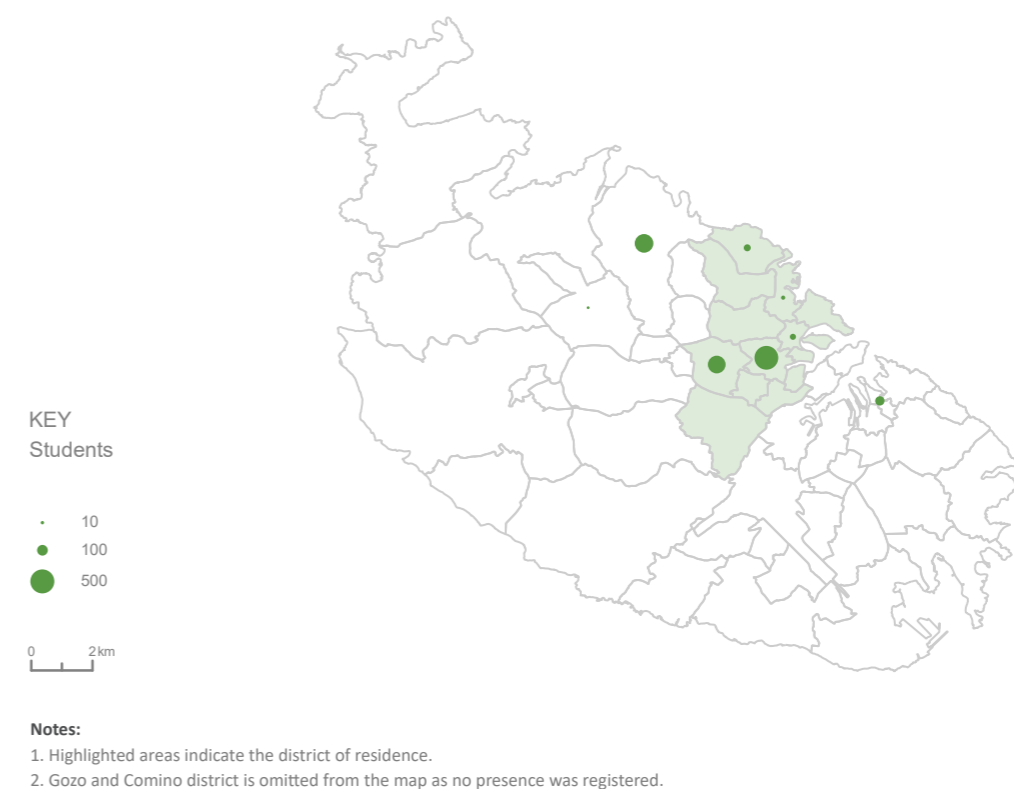 KEY
Students
10
100
500
0 2km
Notes:
1. Highlighted areas indicate the district of residence.
2. Gozo and Comino district is omitted from the map as no presence was registered.